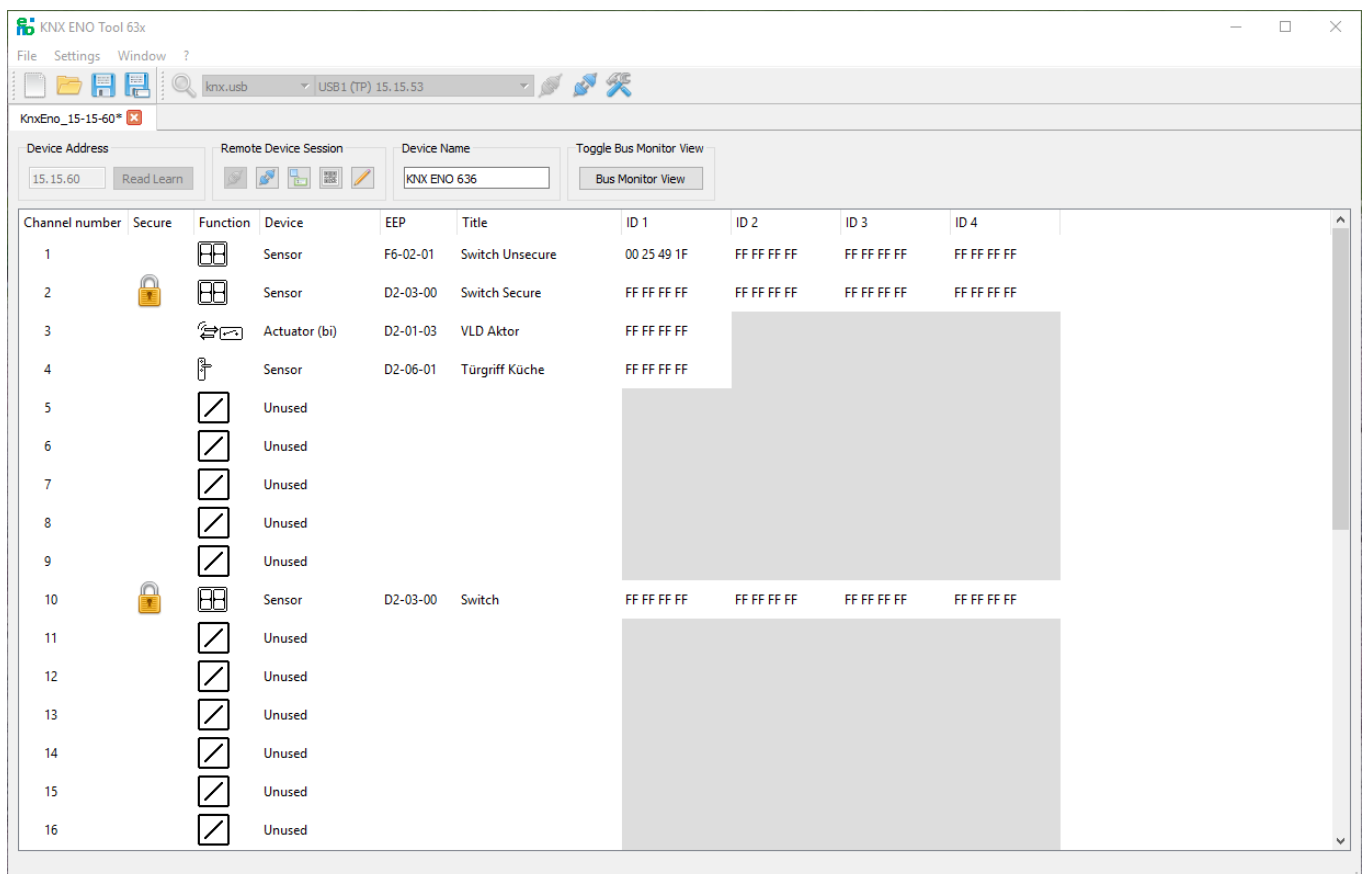 KNX ENO Tool 63x
File Settings Window ?
knx.usb USB1 (TP) 15.15.53
KnxEno_15-15-60*
Device Address Remote Device Session Device Name Toggle Bus Monitor View
15.15.60 Read Learn KNX ENO 636 Bus Monitor View
Channel number Secure Function Device EEP Title ID 1 ID 2 ID 3 ID 4
1 Sensor F6-02-01 Switch Unsecure 00 25 49 1F FF FF FF FF FF FF FF FF FF FF FF FF
2 Sensor D2-03-00 Switch Secure FF FF FF FF FF FF FF FF FF FF FF FF FF FF FF FF
3 Actuator (bi) D2-01-03 VLD Aktor FF FF FF FF
4 Sensor D2-06-01 Türgriff Küche FF FF FF FF
5 Unused
6 Unused
7 Unused
8 Unused
9 Unused
10 Sensor D2-03-00 Switch FF FF FF FF FF FF FF FF FF FF FF FF FF FF FF FF
11 Unused
12 Unused
13 Unused
14 Unused
15 Unused
16 Unused